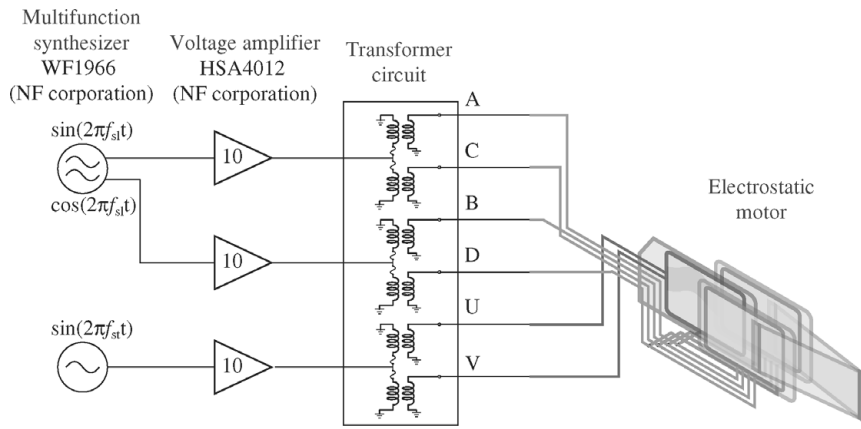 Multifunction
synthesizer
WF1966
(NF corporation)
Voltage amplifier
HSA4012
(NF corporation)
Transformer
circuit
sin(2πfslt)
cos(2πfslt)
sin(2πfstt)
10
10
10
A
C
B
D
U
V
Electrostatic
motor